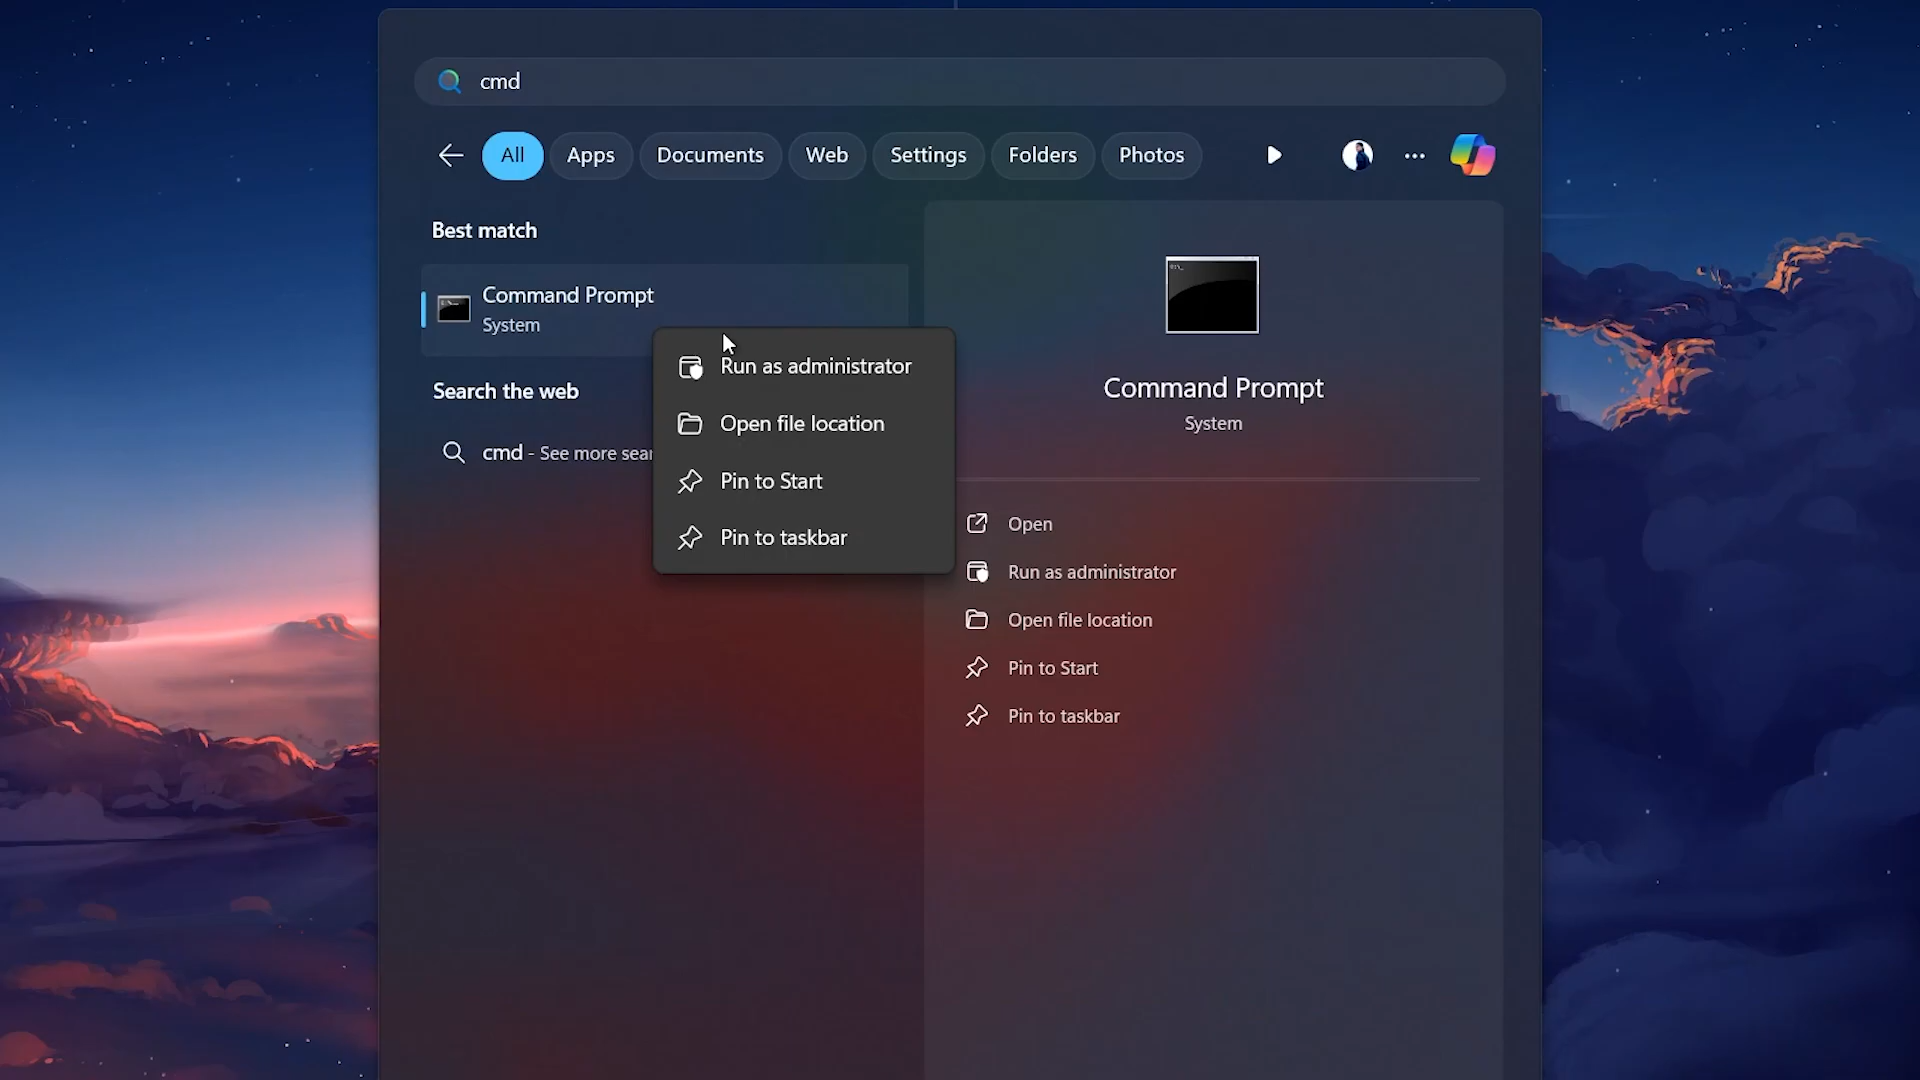 cmd
All Apps Documents Web Settings Folders Photos
Best match
Command Prompt
System
Search the web
cmd - See more sear
Run as administrator
Open file location
Pin to Start
Pin to taskbar
Command Prompt
System
Open
Run as administrator
Open file location
Pin to Start
Pin to taskbar